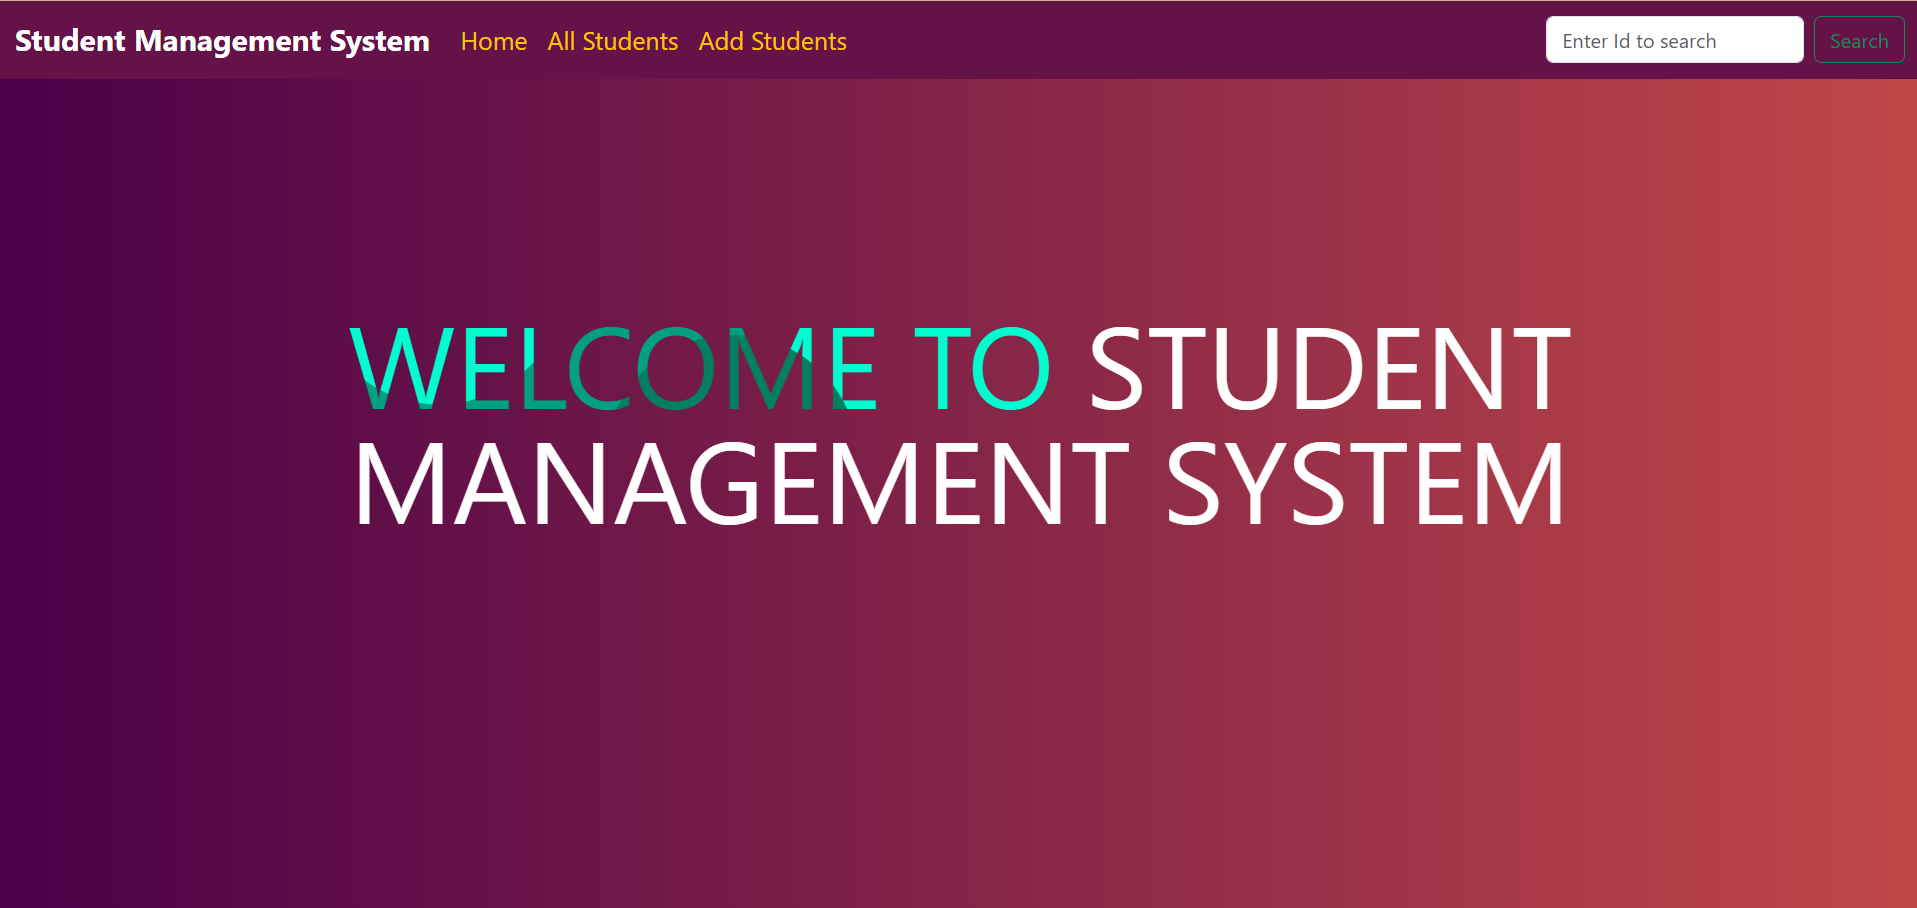 Student Management System Home All Students Add Students Enter Id to search Search
WELCOME TO STUDENT
MANAGEMENT SYSTEM